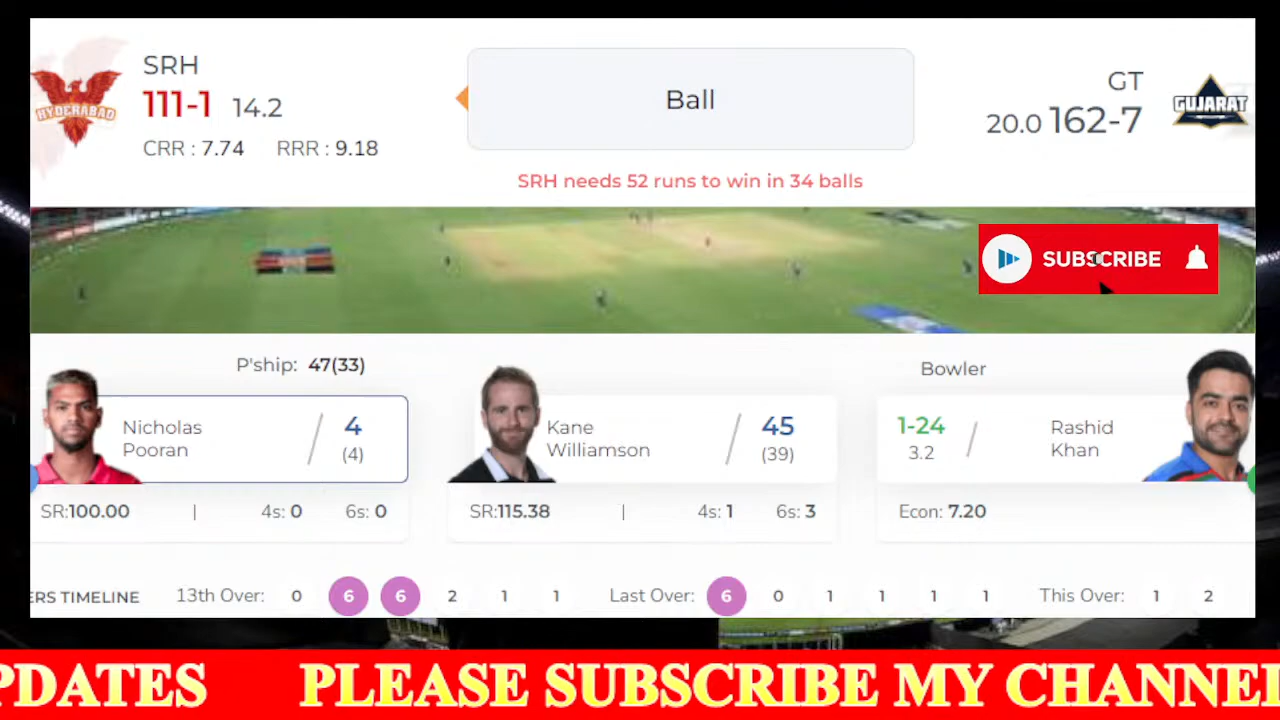 SRH
111-1 14.2
CRR : 7.74 RRR : 9.18
HYDERABAD
Ball
SRH needs 52 runs to win in 34 balls
GT
20.0 162-7
GUJARAT
SUBSCRIBE
P'ship: 47(33)
Nicholas
Pooran
4
(4)
SR:100.00 | 4s: 0 6s: 0
Kane
Williamson
45
(39)
SR:115.38 | 4s: 1 6s: 3
Bowler
1-24
3.2
Rashid
Khan
Econ: 7.20
ERS TIMELINE 13th Over: 0 6 6 2 1 1 Last Over: 6 0 1 1 1 1 This Over: 1 2
PDATES PLEASE SUBSCRIBE MY CHANNEL